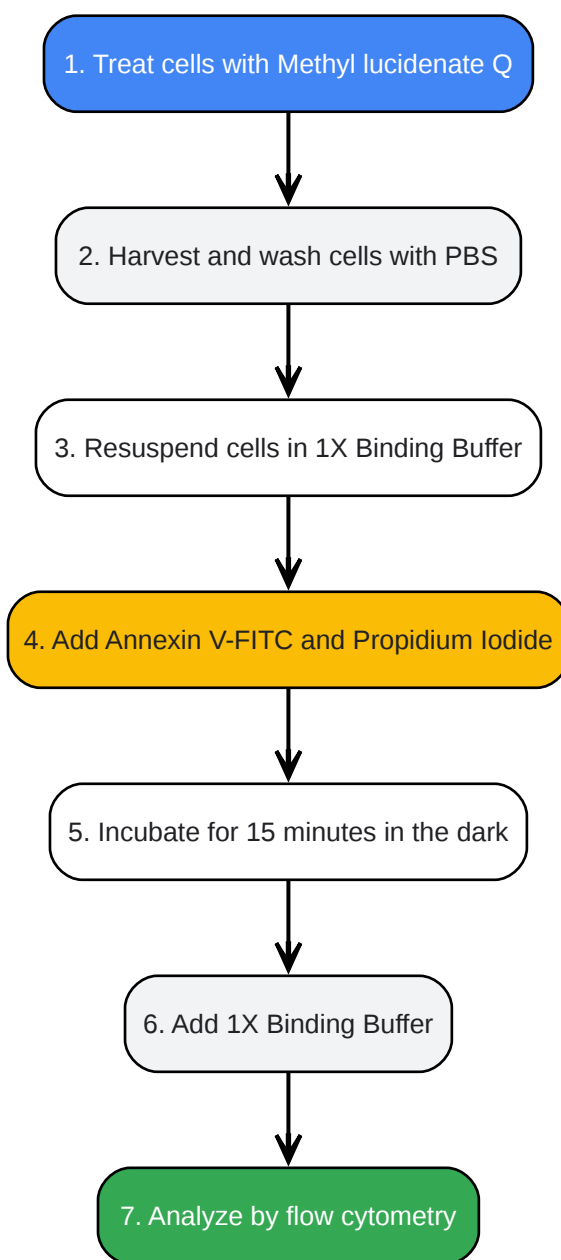 1. Treat cells with Methyl lucidenate Q
2. Harvest and wash cells with PBS
3. Resuspend cells in 1X Binding Buffer
4. Add Annexin V-FITC and Propidium Iodide
5. Incubate for 15 minutes in the dark
6. Add 1X Binding Buffer
7. Analyze by flow cytometry